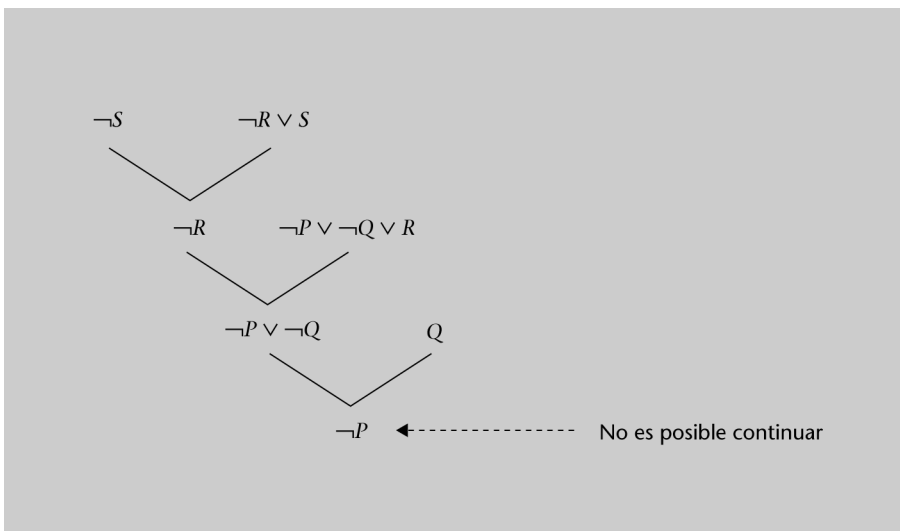 ¬S ¬R ∨ S
¬R ¬P ∨ ¬Q ∨ R
¬P ∨ ¬Q Q
¬P No es posible continuar